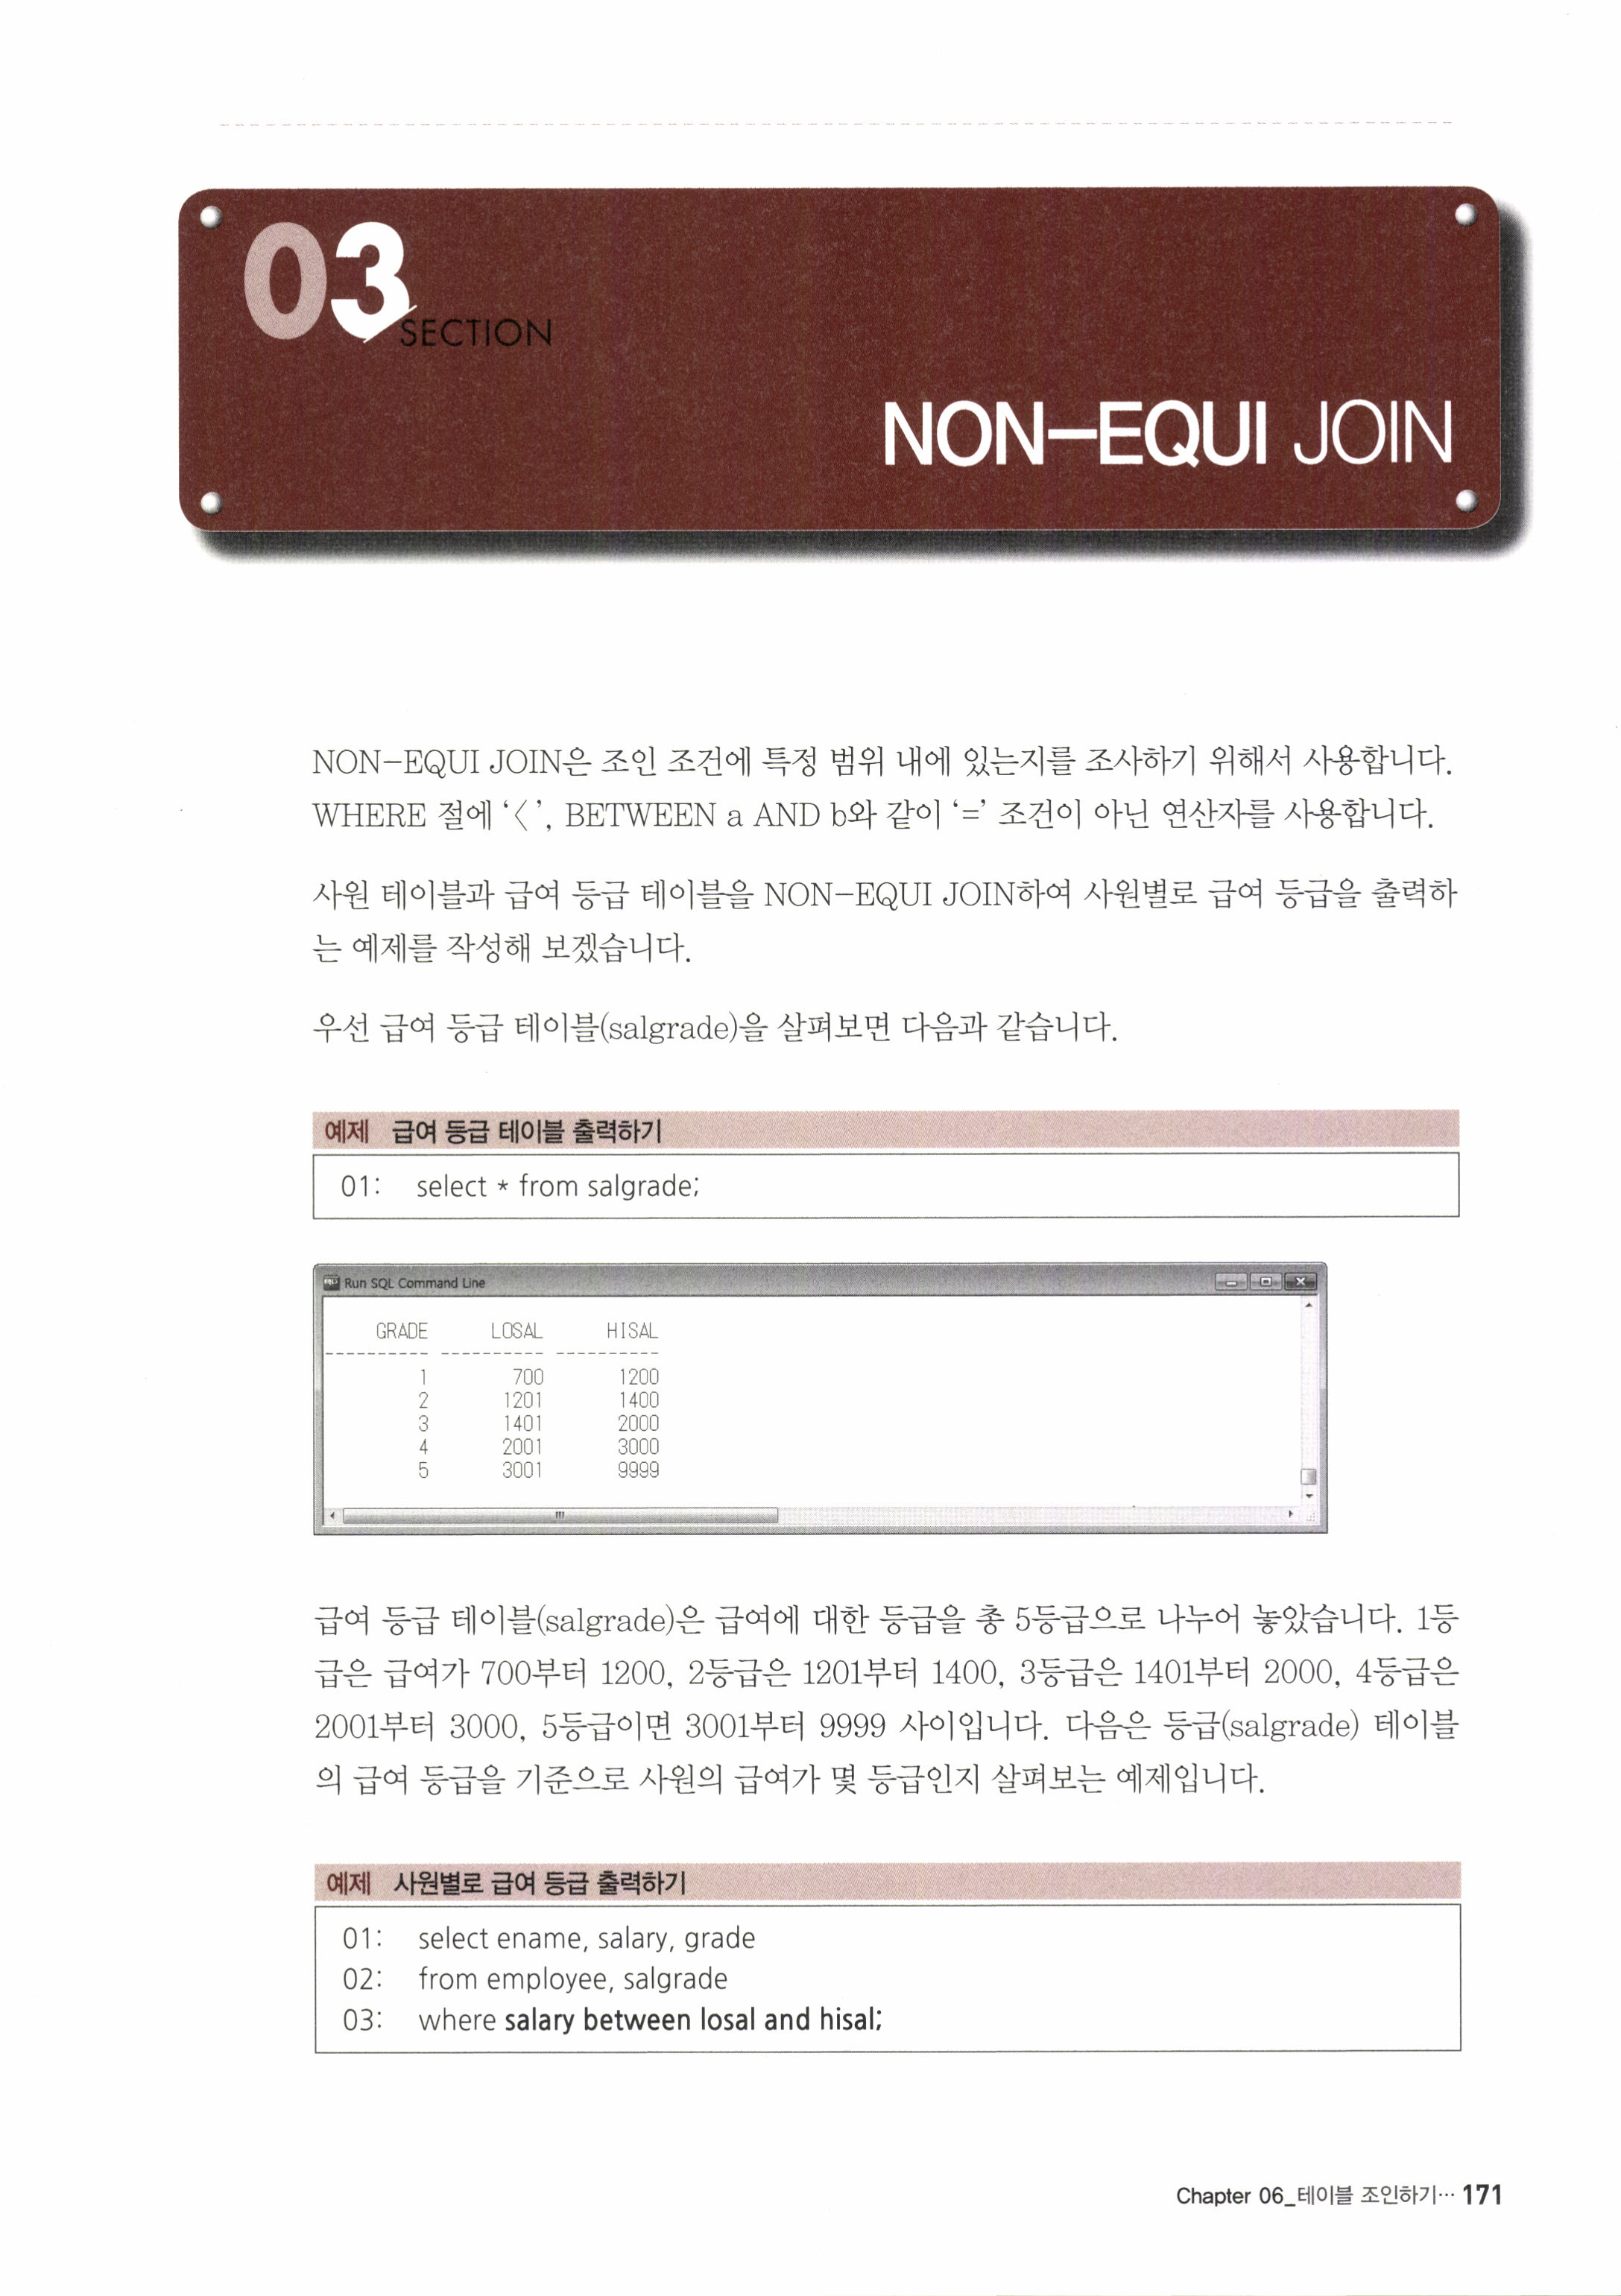 03
SECTION
NON-EQUI JOIN
NON-EQUI JOIN은 조인 조건에 특정 범위 내에 있는지를 조사하기 위해서 사용합니다.
WHERE 절에 ‘〈 ’, BETWEEN a AND b와 같이 ‘=’ 조건이 아닌 연산자를 사용합니다.
사원 테이블과 급여 등급 테이블을 NON-EQUI JOIN하여 사원별로 급여 등급을 출력하
는 예제를 작성해 보겠습니다.
우선 급여 등급 테이블(salgrade)을 살펴보면 다음과 같습니다.
예제 급여 등급 테이블 출력하기
01: select * from salgrade;
Run SQL Command Line
GRADE LOSAL HISAL
---------- ---------- ----------
1 700 1200
2 1201 1400
3 1401 2000
4 2001 3000
5 3001 9999
급여 등급 테이블(salgrade)은 급여에 대한 등급을 총 5등급으로 나누어 놓았습니다. 1등
급은 급여가 700부터 1200, 2등급은 1201부터 1400, 3등급은 1401부터 2000, 4등급은
2001부터 3000, 5등급이면 3001부터 9999 사이입니다. 다음은 등급(salgrade) 테이블
의 급여 등급을 기준으로 사원의 급여가 몇 등급인지 살펴보는 예제입니다.
예제 사원별로 급여 등급 출력하기
01: select ename, salary, grade
02: from employee, salgrade
03: where salary between losal and hisal;
Chapter 06_테이블 조인하기… 171